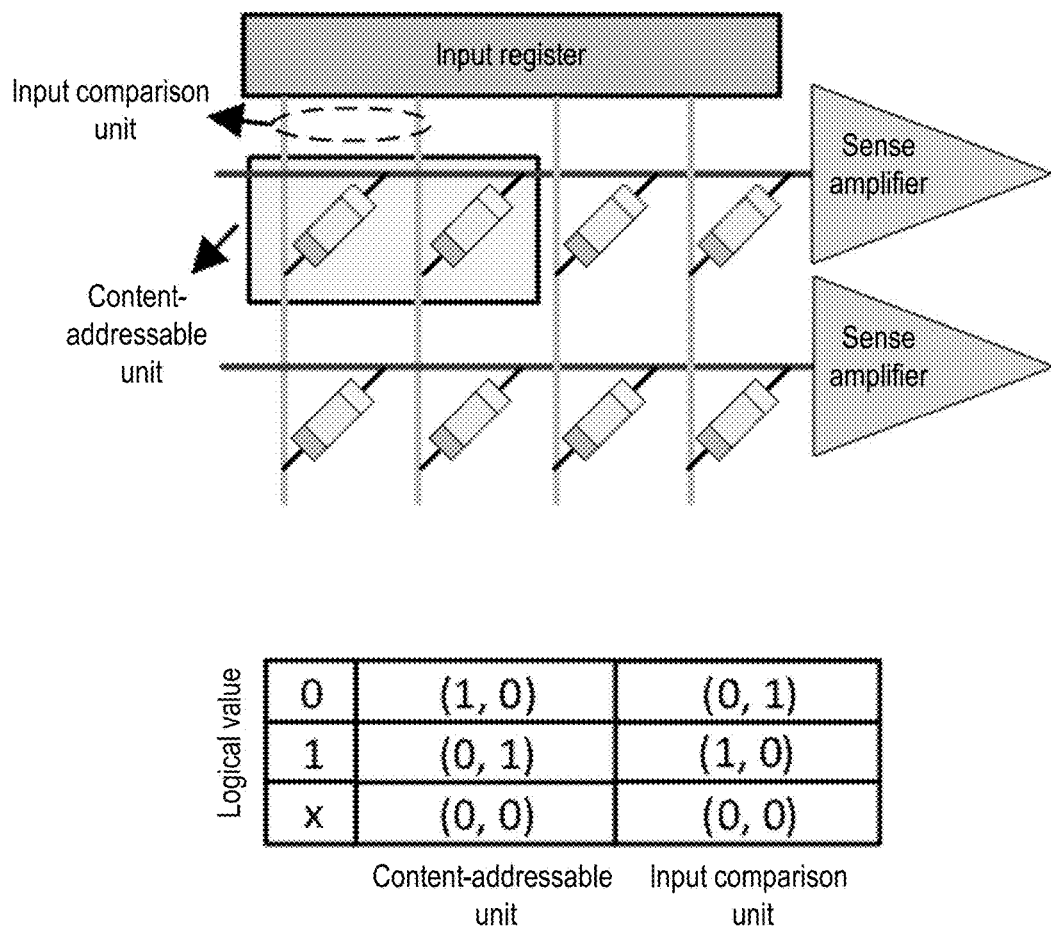 Input register
Input comparison
unit
Sense
amplifier
Content-
addressable
unit
Sense
amplifier
Logical value
0 (1, 0) (0, 1)
1 (0, 1) (1, 0)
x (0, 0) (0, 0)
Content-addressable
unit
Input comparison
unit